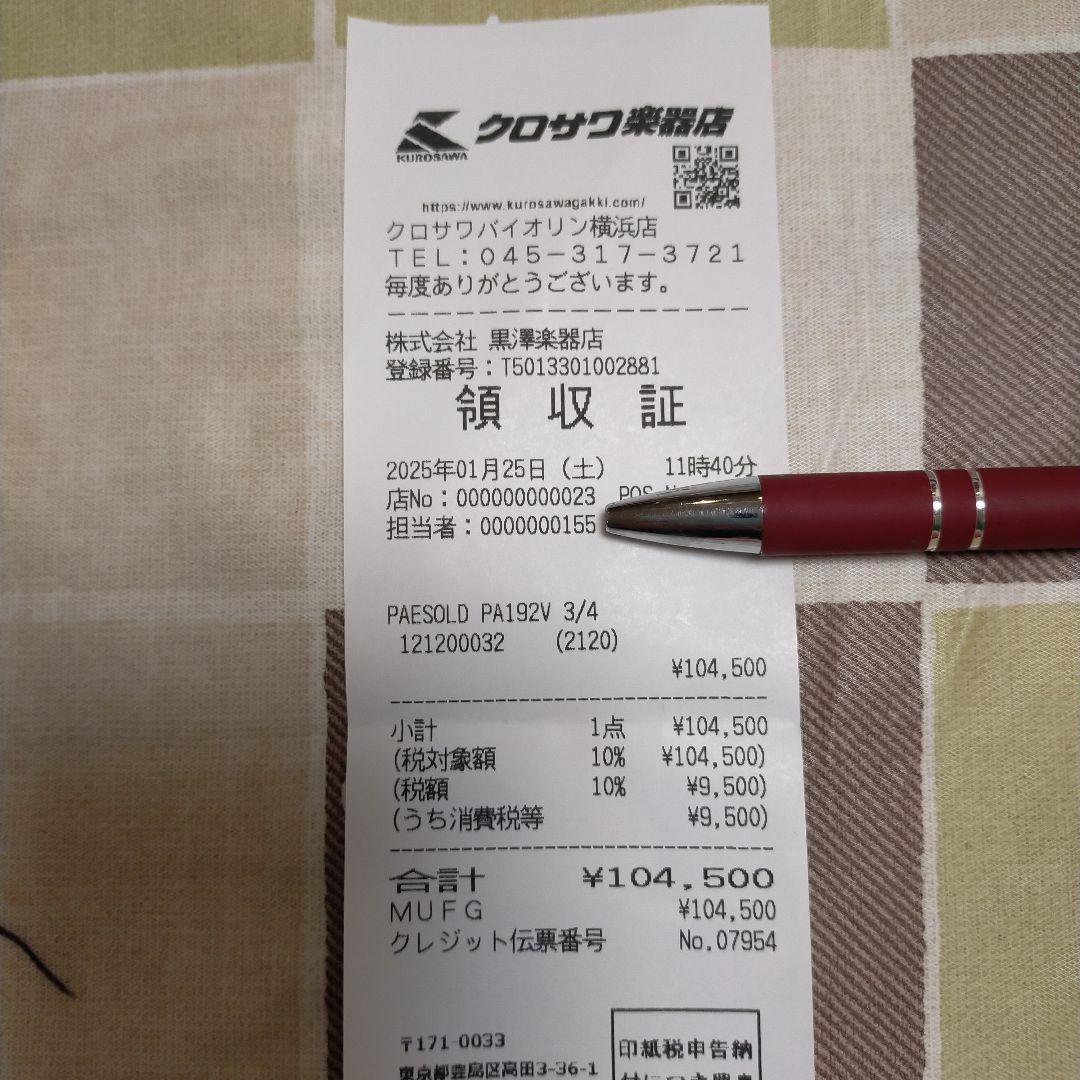 クロサワ楽器店
KUROSAWA
https://www.kurosawagakki.com/
クロサワバイオリン横浜店
TEL:045-317-3721
毎度ありがとうございます。
株式会社 黒澤楽器店
登録番号:T5013301002881
領 収 証
2025年01月25日(土) 11時40分
店No:000000000023 POS
担当者:0000000155
PAESOLD PA192V 3/4
121200032 (2120)
¥104,500
小計 1点 ¥104,500
(税対象額 10% ¥104,500)
(税額 10% ¥9,500)
(うち消費税等 ¥9,500)
合計 ¥104,500
MUFG ¥104,500
クレジット伝票番号 No.07954
〒171-0033
東京都豊島区高田3-36-1
印紙税申告納